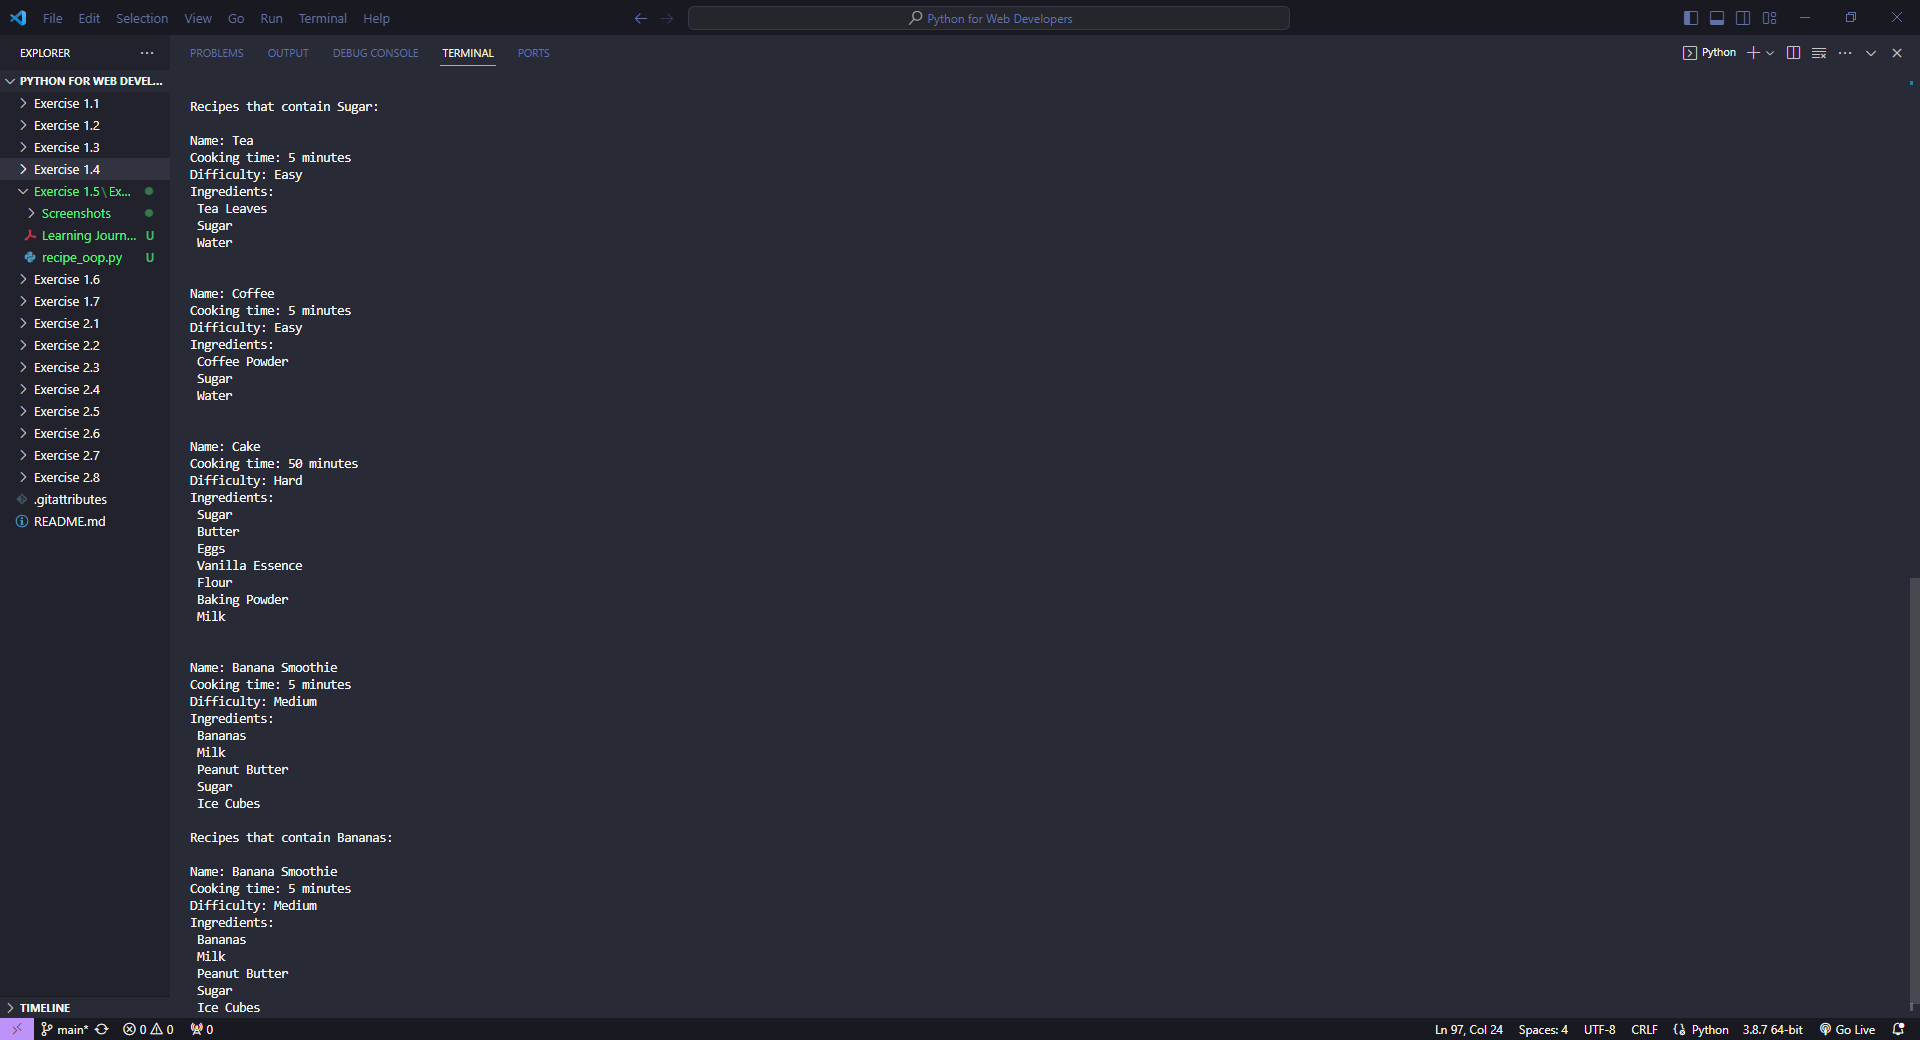 File Edit Selection View Go Run Terminal Help
Python for Web Developers
EXPLORER
PROBLEMS OUTPUT DEBUG CONSOLE TERMINAL PORTS
Python
PYTHON FOR WEB DEVEL...
Exercise 1.1
Exercise 1.2
Exercise 1.3
Exercise 1.4
Exercise 1.5\Ex...
Screenshots
Learning Journ... U
recipe_oop.py U
Exercise 1.6
Exercise 1.7
Exercise 2.1
Exercise 2.2
Exercise 2.3
Exercise 2.4
Exercise 2.5
Exercise 2.6
Exercise 2.7
Exercise 2.8
.gitattributes
README.md
TIMELINE
Recipes that contain Sugar:
Name: Tea
Cooking time: 5 minutes
Difficulty: Easy
Ingredients:
Tea Leaves
Sugar
Water
Name: Coffee
Cooking time: 5 minutes
Difficulty: Easy
Ingredients:
Coffee Powder
Sugar
Water
Name: Cake
Cooking time: 50 minutes
Difficulty: Hard
Ingredients:
Sugar
Butter
Eggs
Vanilla Essence
Flour
Baking Powder
Milk
Name: Banana Smoothie
Cooking time: 5 minutes
Difficulty: Medium
Ingredients:
Bananas
Milk
Peanut Butter
Sugar
Ice Cubes
Recipes that contain Bananas:
Name: Banana Smoothie
Cooking time: 5 minutes
Difficulty: Medium
Ingredients:
Bananas
Milk
Peanut Butter
Sugar
Ice Cubes
main* 0 0 0
Ln 97, Col 24 Spaces: 4 UTF-8 CRLF Python 3.8.7 64-bit Go Live